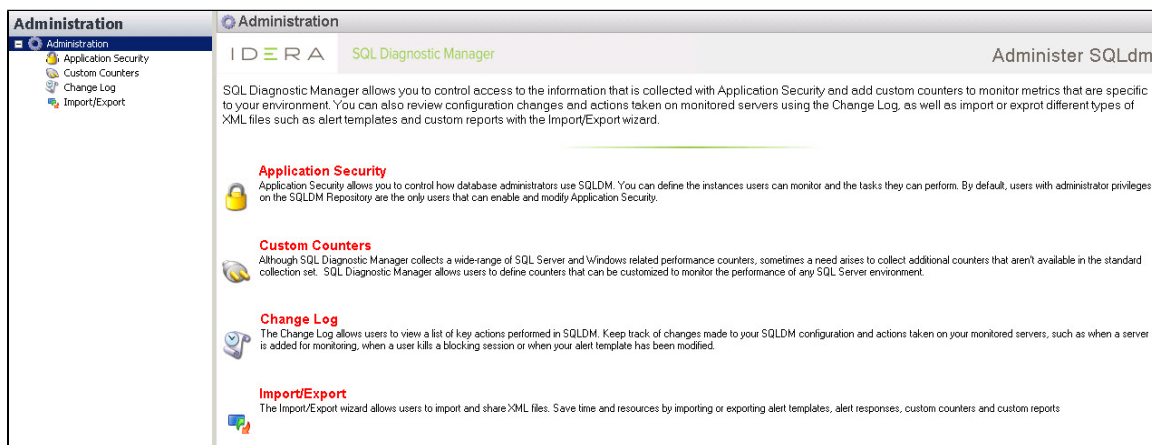 Administration
Administration
Application Security
Custom Counters
Change Log
Import/Export
Administration
IDERA SQL Diagnostic Manager Administer SQLdm
SQL Diagnostic Manager allows you to control access to the information that is collected with Application Security and add custom counters to monitor metrics that are specific
to your environment. You can also review configuration changes and actions taken on monitored servers using the Change Log, as well as import or exprot different types of
XML files such as alert templates and custom reports with the Import/Export wizard.
Application Security
Application Security allows you to control how database administrators use SQLDM. You can define the instances users can monitor and the tasks they can perform. By default, users with administrator privileges
on the SQLDM Repository are the only users that can enable and modify Application Security.
Custom Counters
Although SQL Diagnostic Manager collects a wide-range of SQL Server and Windows related performance counters, sometimes a need arises to collect additional counters that aren't available in the standard
collection set. SQL Diagnostic Manager allows users to define counters that can be customized to monitor the performance of any SQL Server environment.
Change Log
The Change Log allows users to view a list of key actions performed in SQLDM. Keep track of changes made to your SQLDM configuration and actions taken on your monitored servers, such as when a server
is added for monitoring, when a user kills a blocking session or when your alert template has been modified.
Import/Export
The Import/Export wizard allows users to import and share XML files. Save time and resources by importing or exporting alert templates, alert responses, custom counters and custom reports